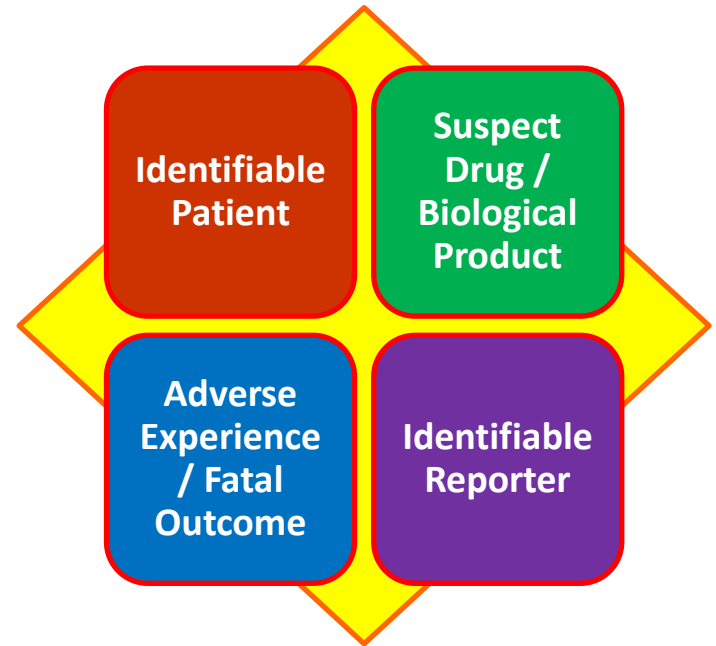 Identifiable
Patient
Suspect
Drug /
Biological
Product
Adverse
Experience
/ Fatal
Outcome
Identifiable
Reporter